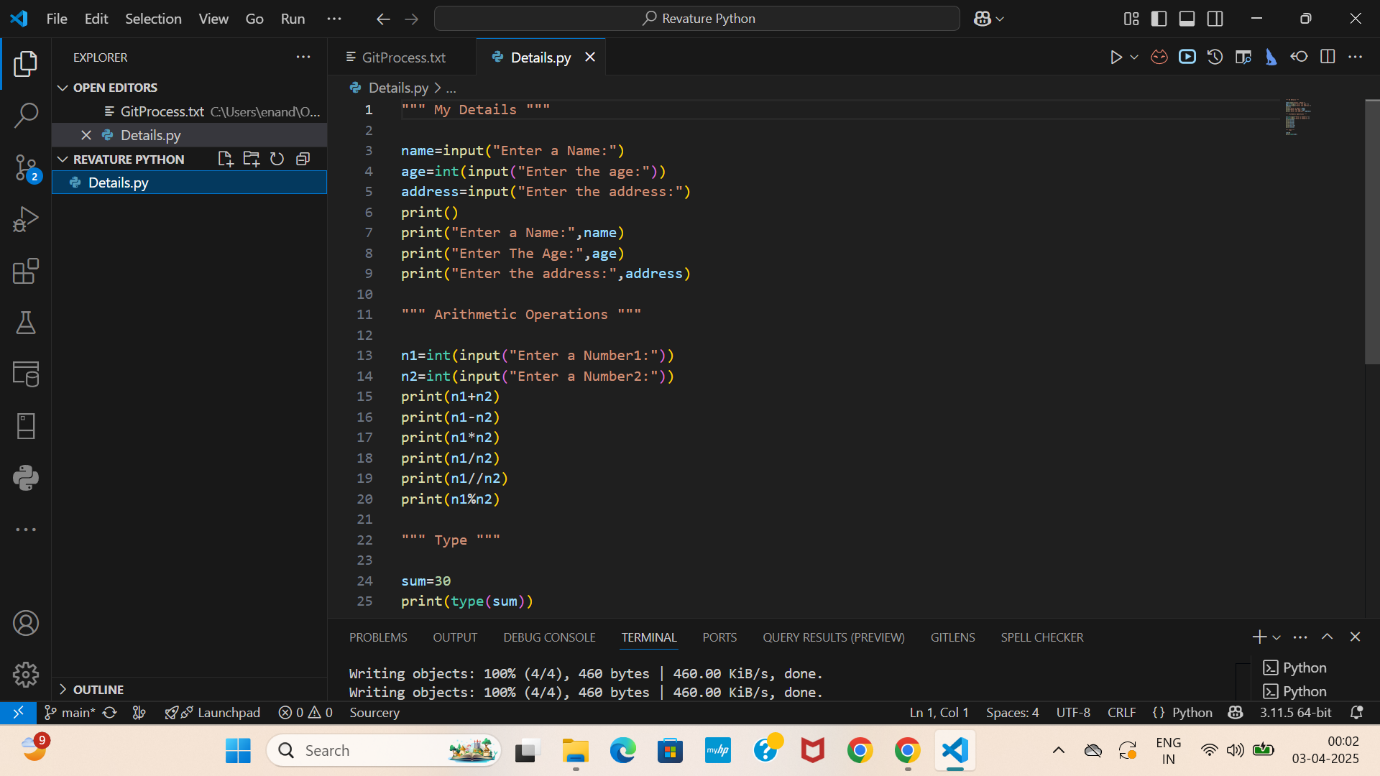 File Edit Selection View Go Run ··· Revature Python
EXPLORER ···
OPEN EDITORS
GitProcess.txt C:\Users\enand\O...
Details.py
REVATURE PYTHON
Details.py
2
OUTLINE
GitProcess.txt Details.py
Details.py > ...
1 """ My Details """
2
3 name=input("Enter a Name:")
4 age=int(input("Enter the age:"))
5 address=input("Enter the address:")
6 print()
7 print("Enter a Name:",name)
8 print("Enter The Age:",age)
9 print("Enter the address:",address)
10
11 """ Arithmetic Operations """
12
13 n1=int(input("Enter a Number1:"))
14 n2=int(input("Enter a Number2:"))
15 print(n1+n2)
16 print(n1-n2)
17 print(n1*n2)
18 print(n1/n2)
19 print(n1//n2)
20 print(n1%n2)
21
22 """ Type """
23
24 sum=30
25 print(type(sum))
PROBLEMS OUTPUT DEBUG CONSOLE TERMINAL PORTS QUERY RESULTS (PREVIEW) GITLENS SPELL CHECKER
Writing objects: 100% (4/4), 460 bytes | 460.00 KiB/s, done.
Writing objects: 100% (4/4), 460 bytes | 460.00 KiB/s, done.
Python
Python
main* Launchpad 0 0 Sourcery Ln 1, Col 1 Spaces: 4 UTF-8 CRLF {} Python 3.11.5 64-bit
9 Search myhp ENG
IN
00:02
03-04-2025